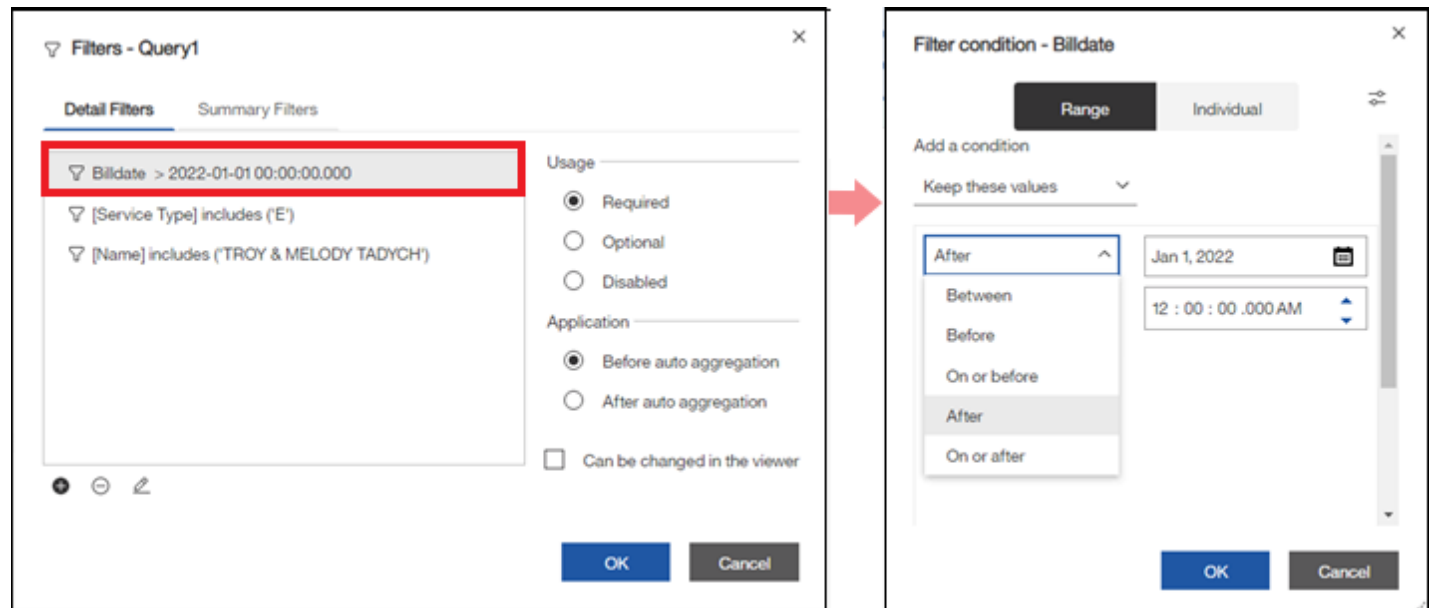 Filters - Query1
Detail Filters
Summary Filters
Billdate > 2022-01-01 00:00:00.000
[Service Type] includes ('E')
[Name] includes ('TROY & MELODY TADYCH')
Usage
Required
Optional
Disabled
Application
Before auto aggregation
After auto aggregation
Can be changed in the viewer
OK
Cancel
Filter condition - Billdate
Range
Individual
Add a condition
Keep these values
After
Jan 1, 2022
12 : 00 : 00 .000 AM
Between
Before
On or before
After
On or after
OK
Cancel